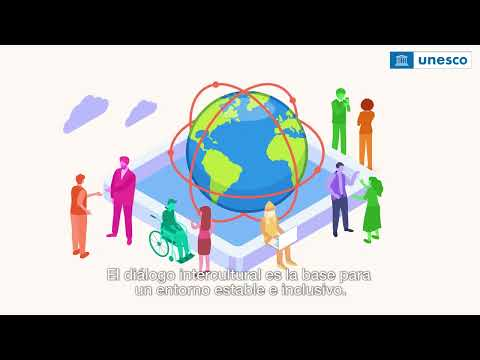 unesco
El diálogo intercultural es la base para
un entorno estable e inclusivo.